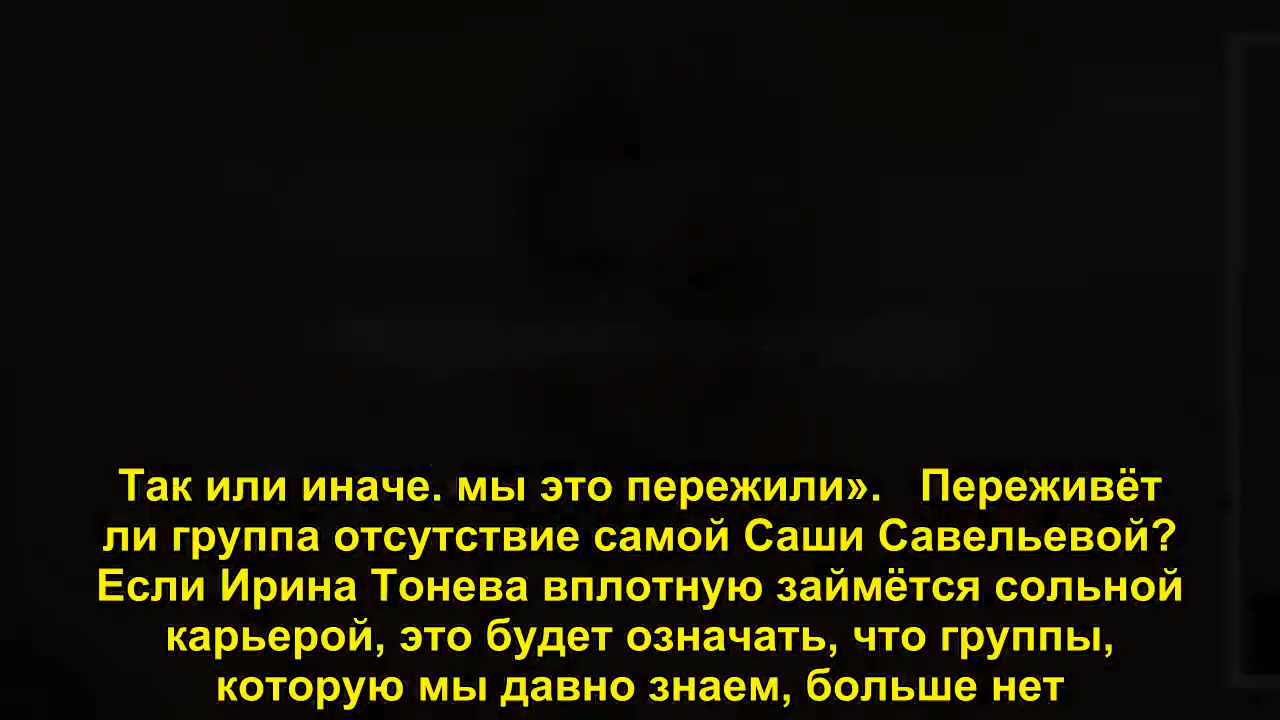 Так или иначе. мы это пережили».   Переживёт
ли группа отсутствие самой Саши Савельевой?
Если Ирина Тонева вплотную займётся сольной
карьерой, это будет означать, что группы,
которую мы давно знаем, больше нет